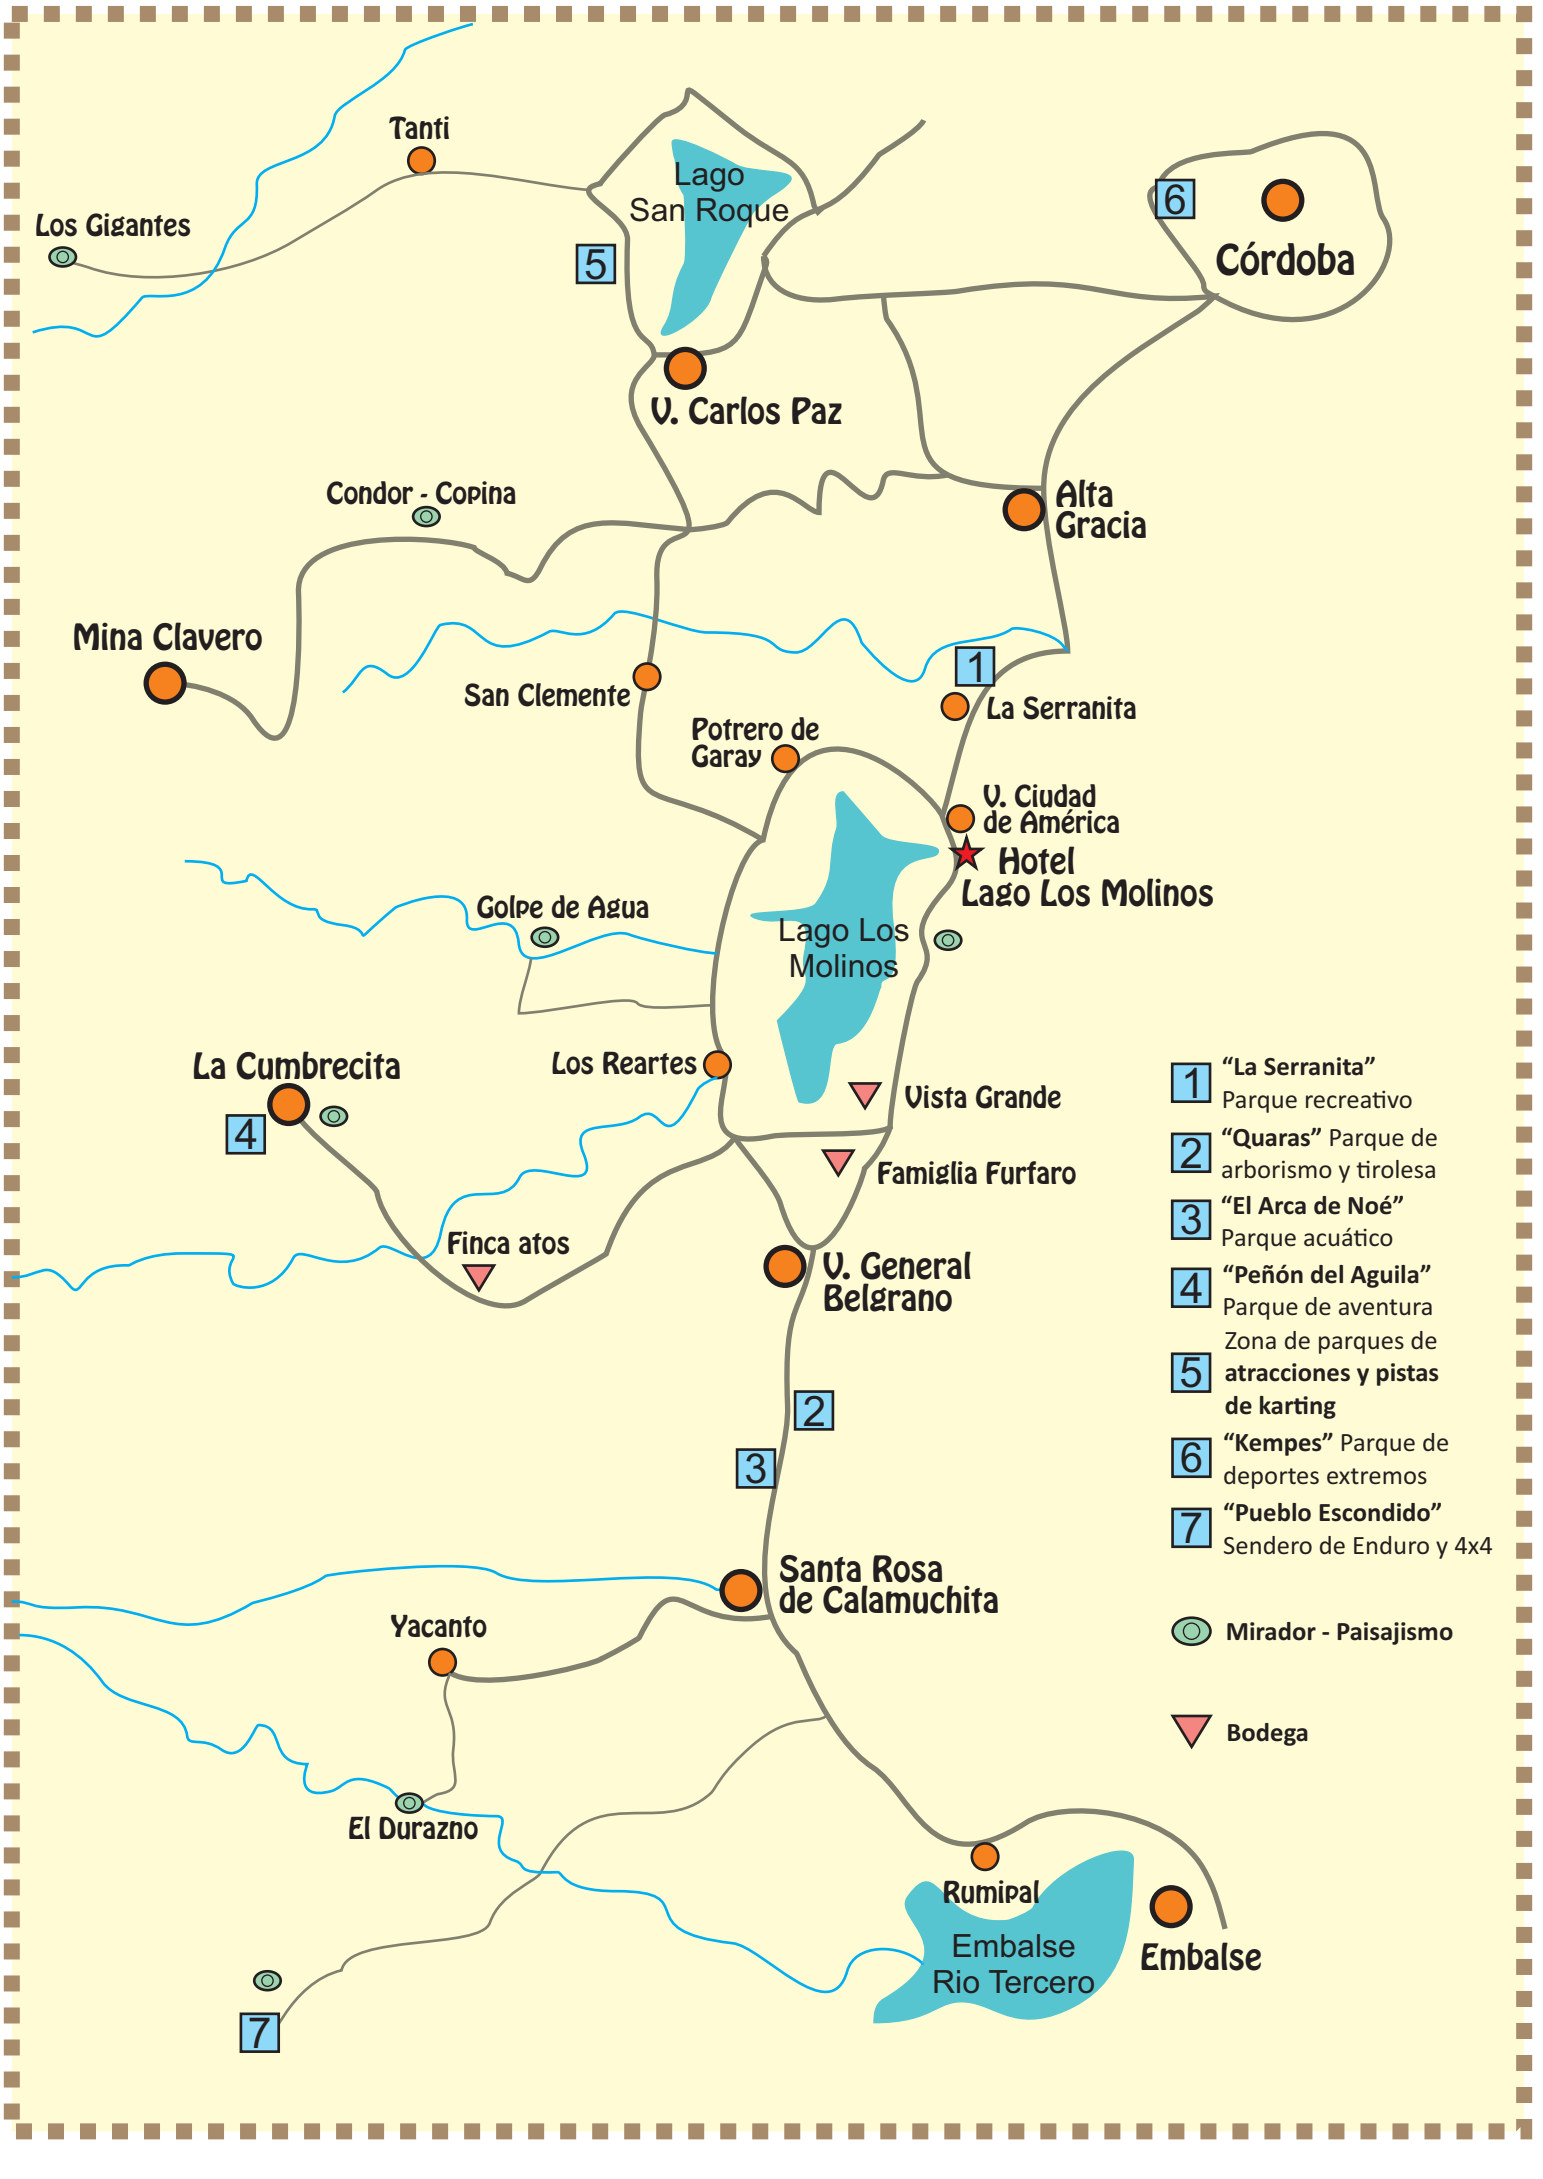 Tanti
Lago
San Roque
6
Los Gigantes
5
Córdoba
V. Carlos Paz
Condor - Copina
Alta
Gracia
Mina Clavero
1
San Clemente
La Serranita
Potrero de
Garay
V. Ciudad
de América
Hotel
Lago Los Molinos
Golpe de Agua
Lago Los
Molinos
La Cumbrecita
Los Reartes
4
Vista Grande
Famiglia Furfaro
Finca atos
V. General
Belgrano
2
3
Santa Rosa
de Calamuchita
Yacanto
El Durazno
Rumipal
Embalse
Rio Tercero
Embalse
7
1
“La Serranita”
Parque recreativo
2
“Quaras” Parque de
arborismo y tirolesa
3
“El Arca de Noé”
Parque acuático
4
“Peñón del Aguila”
Parque de aventura
5
Zona de parques de
atracciones y pistas
de karting
6
“Kempes” Parque de
deportes extremos
7
“Pueblo Escondido”
Sendero de Enduro y 4x4
Mirador - Paisajismo
Bodega